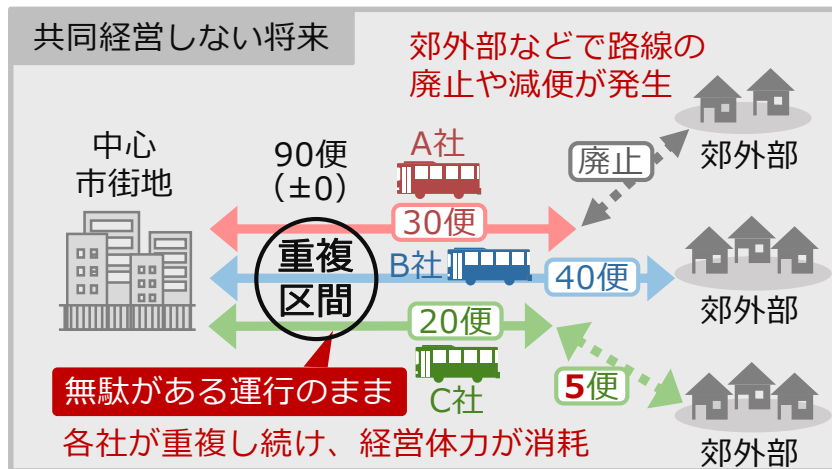 共同経営しない将来
郊外部などで路線の
廃止や減便が発生
中心
市街地
90便
（±0）
A社
廃止
郊外部
30便
重複
区間
B社
40便
郊外部
20便
C社
5便
無駄がある運行のまま
各社が重複し続け、経営体力が消耗
郊外部